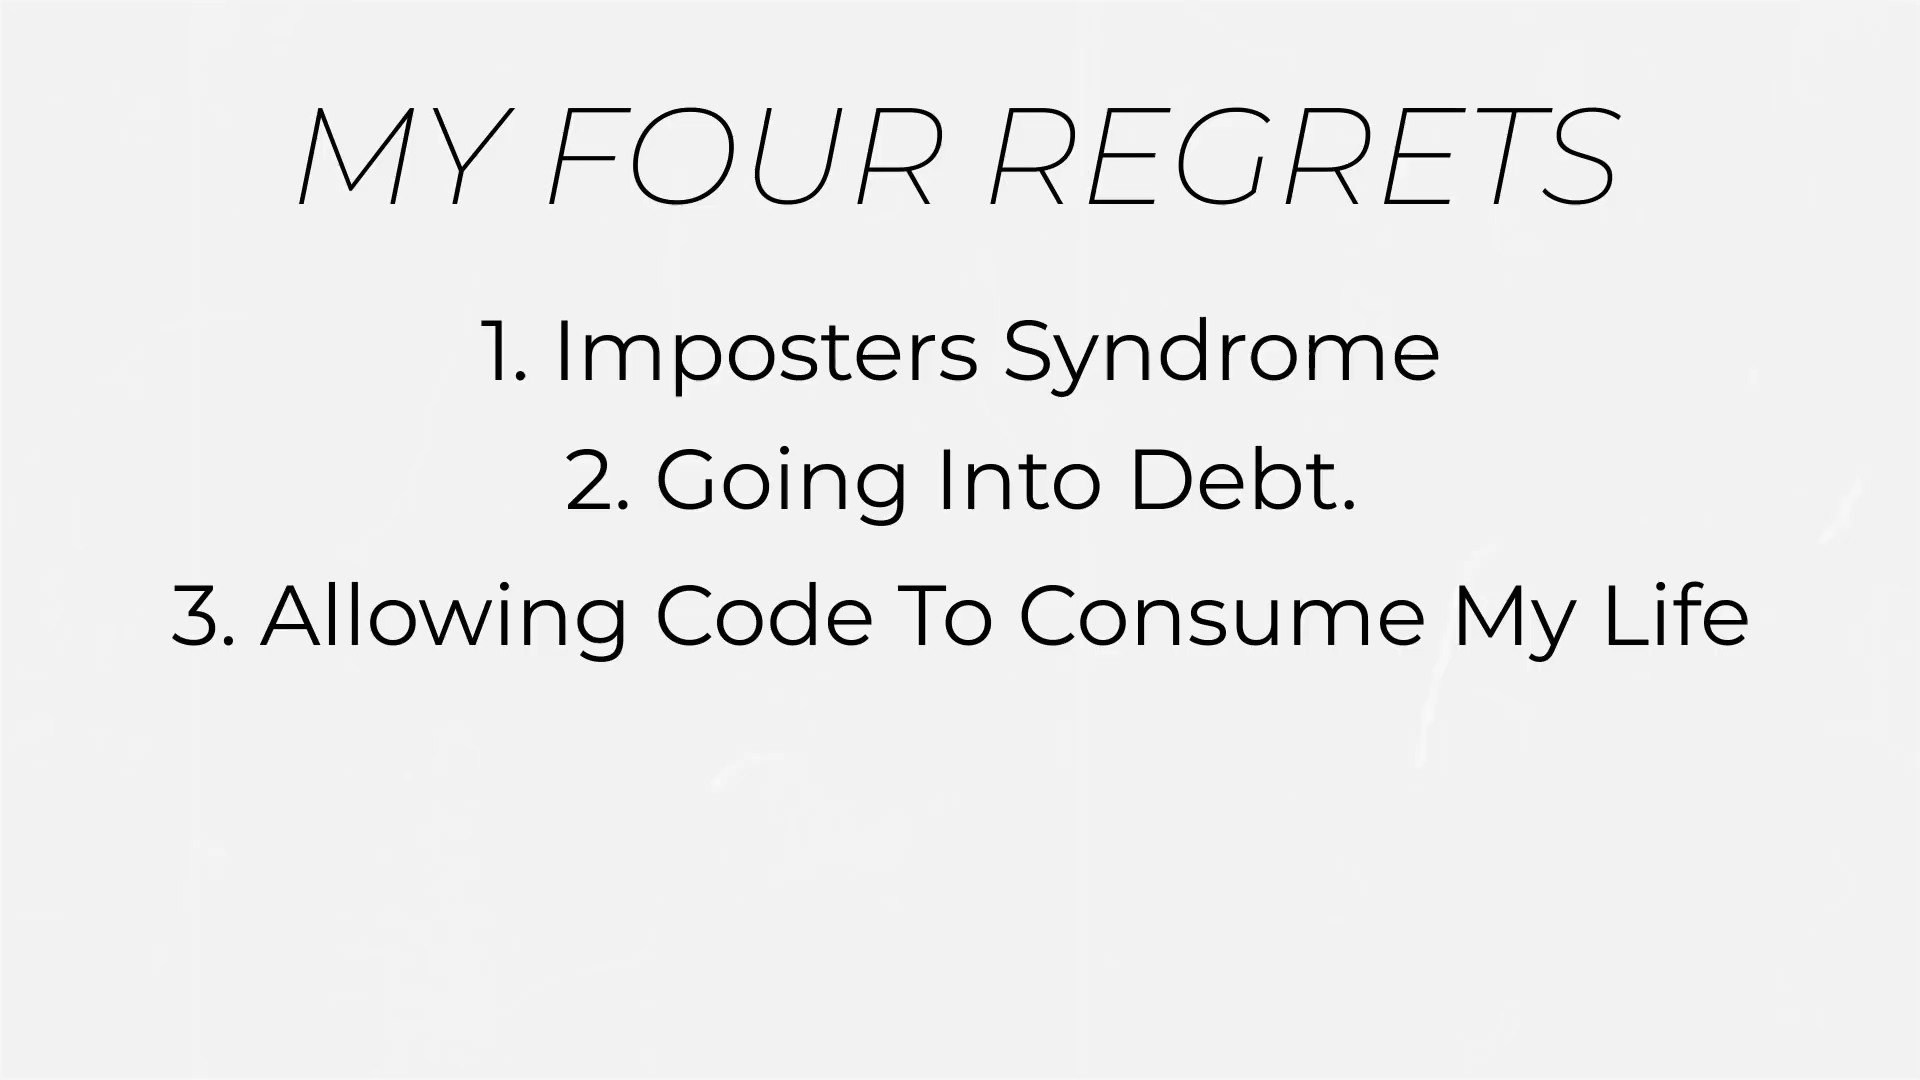 MY FOUR REGRETS
1. Imposters Syndrome
2. Going Into Debt.
3. Allowing Code To Consume My Life